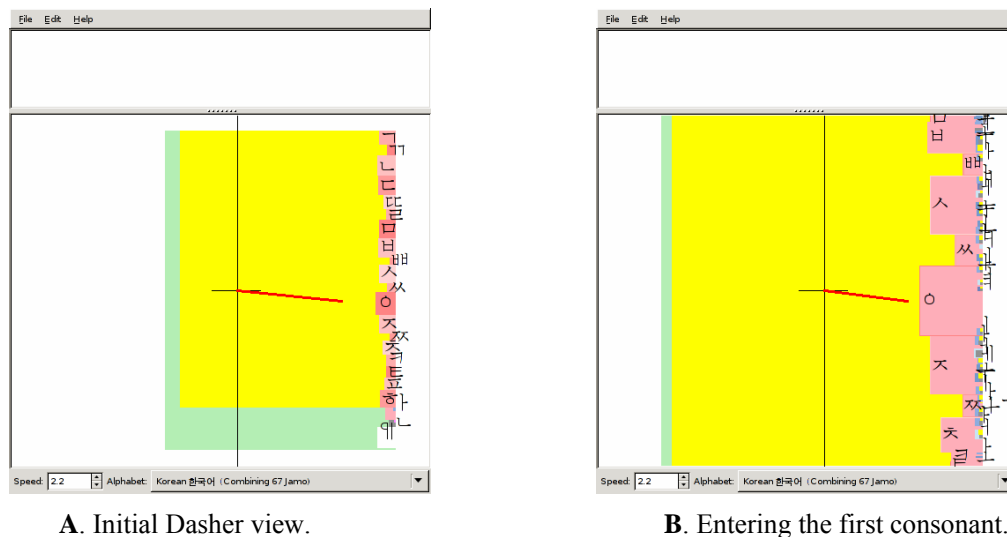 File Edit Help
ㄱ
ㄲ
ㄴ
ㄷ
ㄸ
ㄹ
ㅁ
ㅂ
ㅃ
ㅅ
ㅆ
ㅇ
ㅈ
ㅉ
ㅊ
ㅋ
ㅌ
ㅍ
ㅎ
Speed: 2.2 Alphabet: Korean 한국어 (Combining 67 Jamo)
A. Initial Dasher view.
File Edit Help
ㅁ
ㅂ
ㅃ
ㅅ
ㅆ
ㅇ
ㅈ
ㅉ
ㅊ
Speed: 2.2 Alphabet: Korean 한국어 (Combining 67 Jamo)
B. Entering the first consonant.